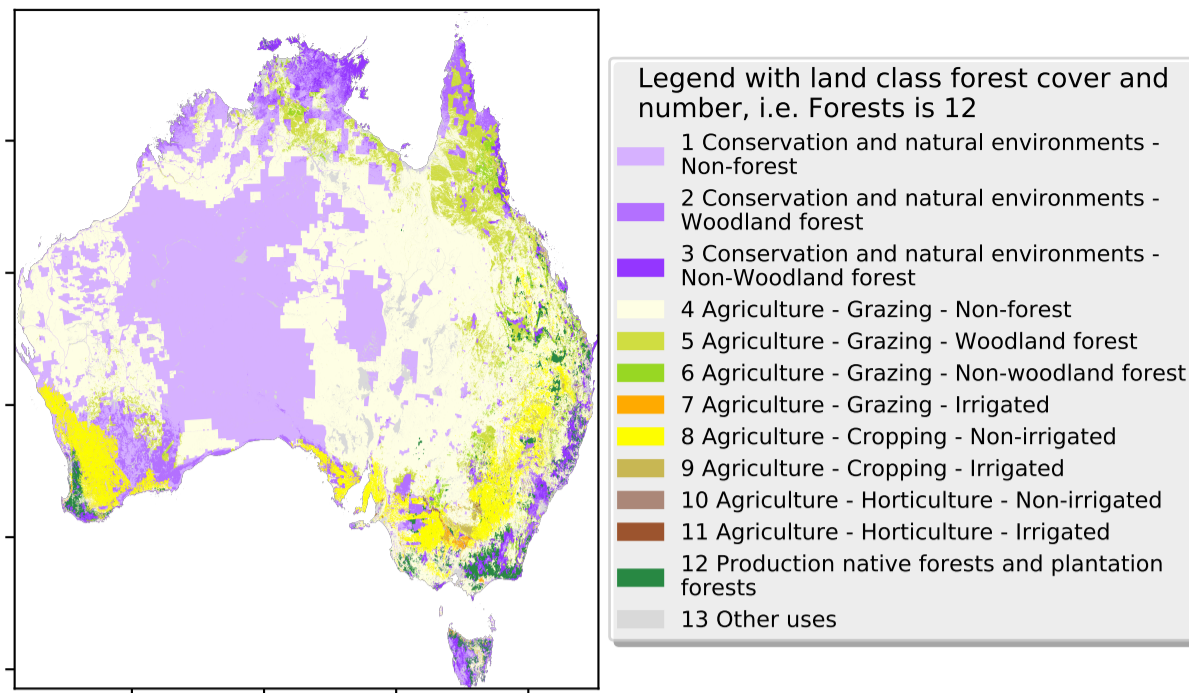 Legend with land class forest cover and
number, i.e. Forests is 12
1 Conservation and natural environments -
Non-forest
2 Conservation and natural environments -
Woodland forest
3 Conservation and natural environments -
Non-Woodland forest
4 Agriculture - Grazing - Non-forest
5 Agriculture - Grazing - Woodland forest
6 Agriculture - Grazing - Non-woodland forest
7 Agriculture - Grazing - Irrigated
8 Agriculture - Cropping - Non-irrigated
9 Agriculture - Cropping - Irrigated
10 Agriculture - Horticulture - Non-irrigated
11 Agriculture - Horticulture - Irrigated
12 Production native forests and plantation
forests
13 Other uses